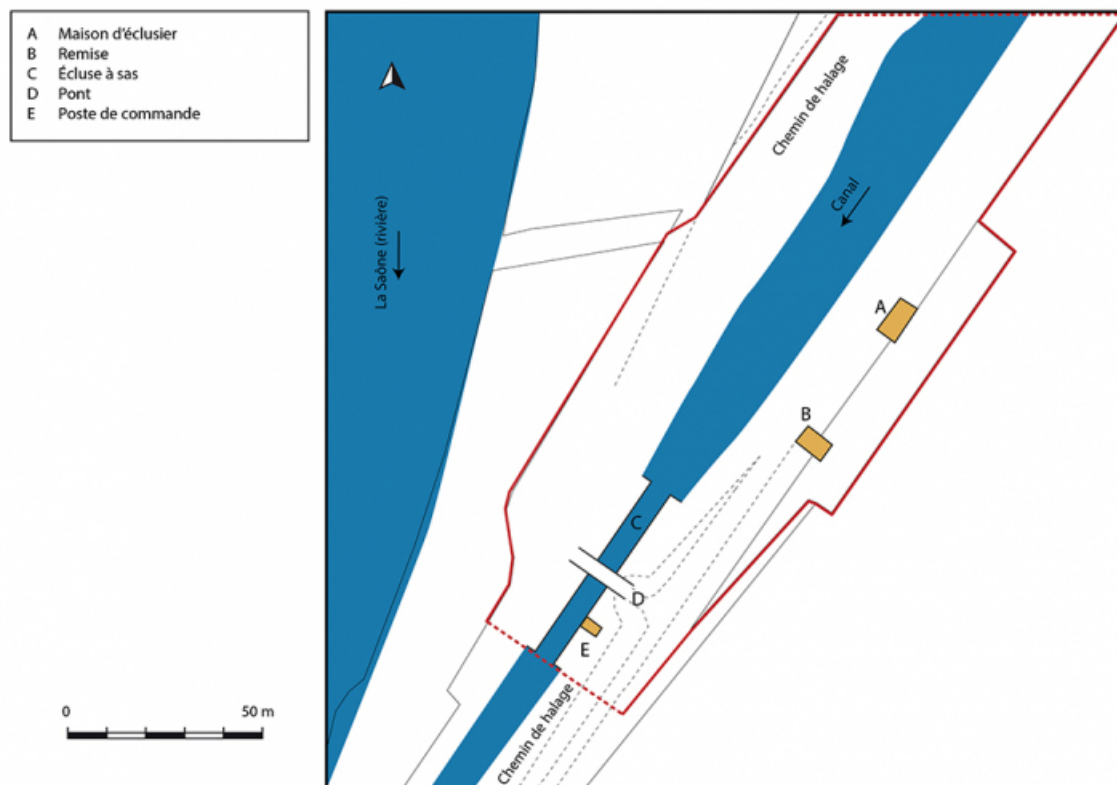 A Maison d'éclusier
B Remise
C Écluse à sas
D Pont
E Poste de commande
Chemin de halage
Canal
La Saône (rivière)
A
B
C
D
E
Chemin de halage
0 50 m